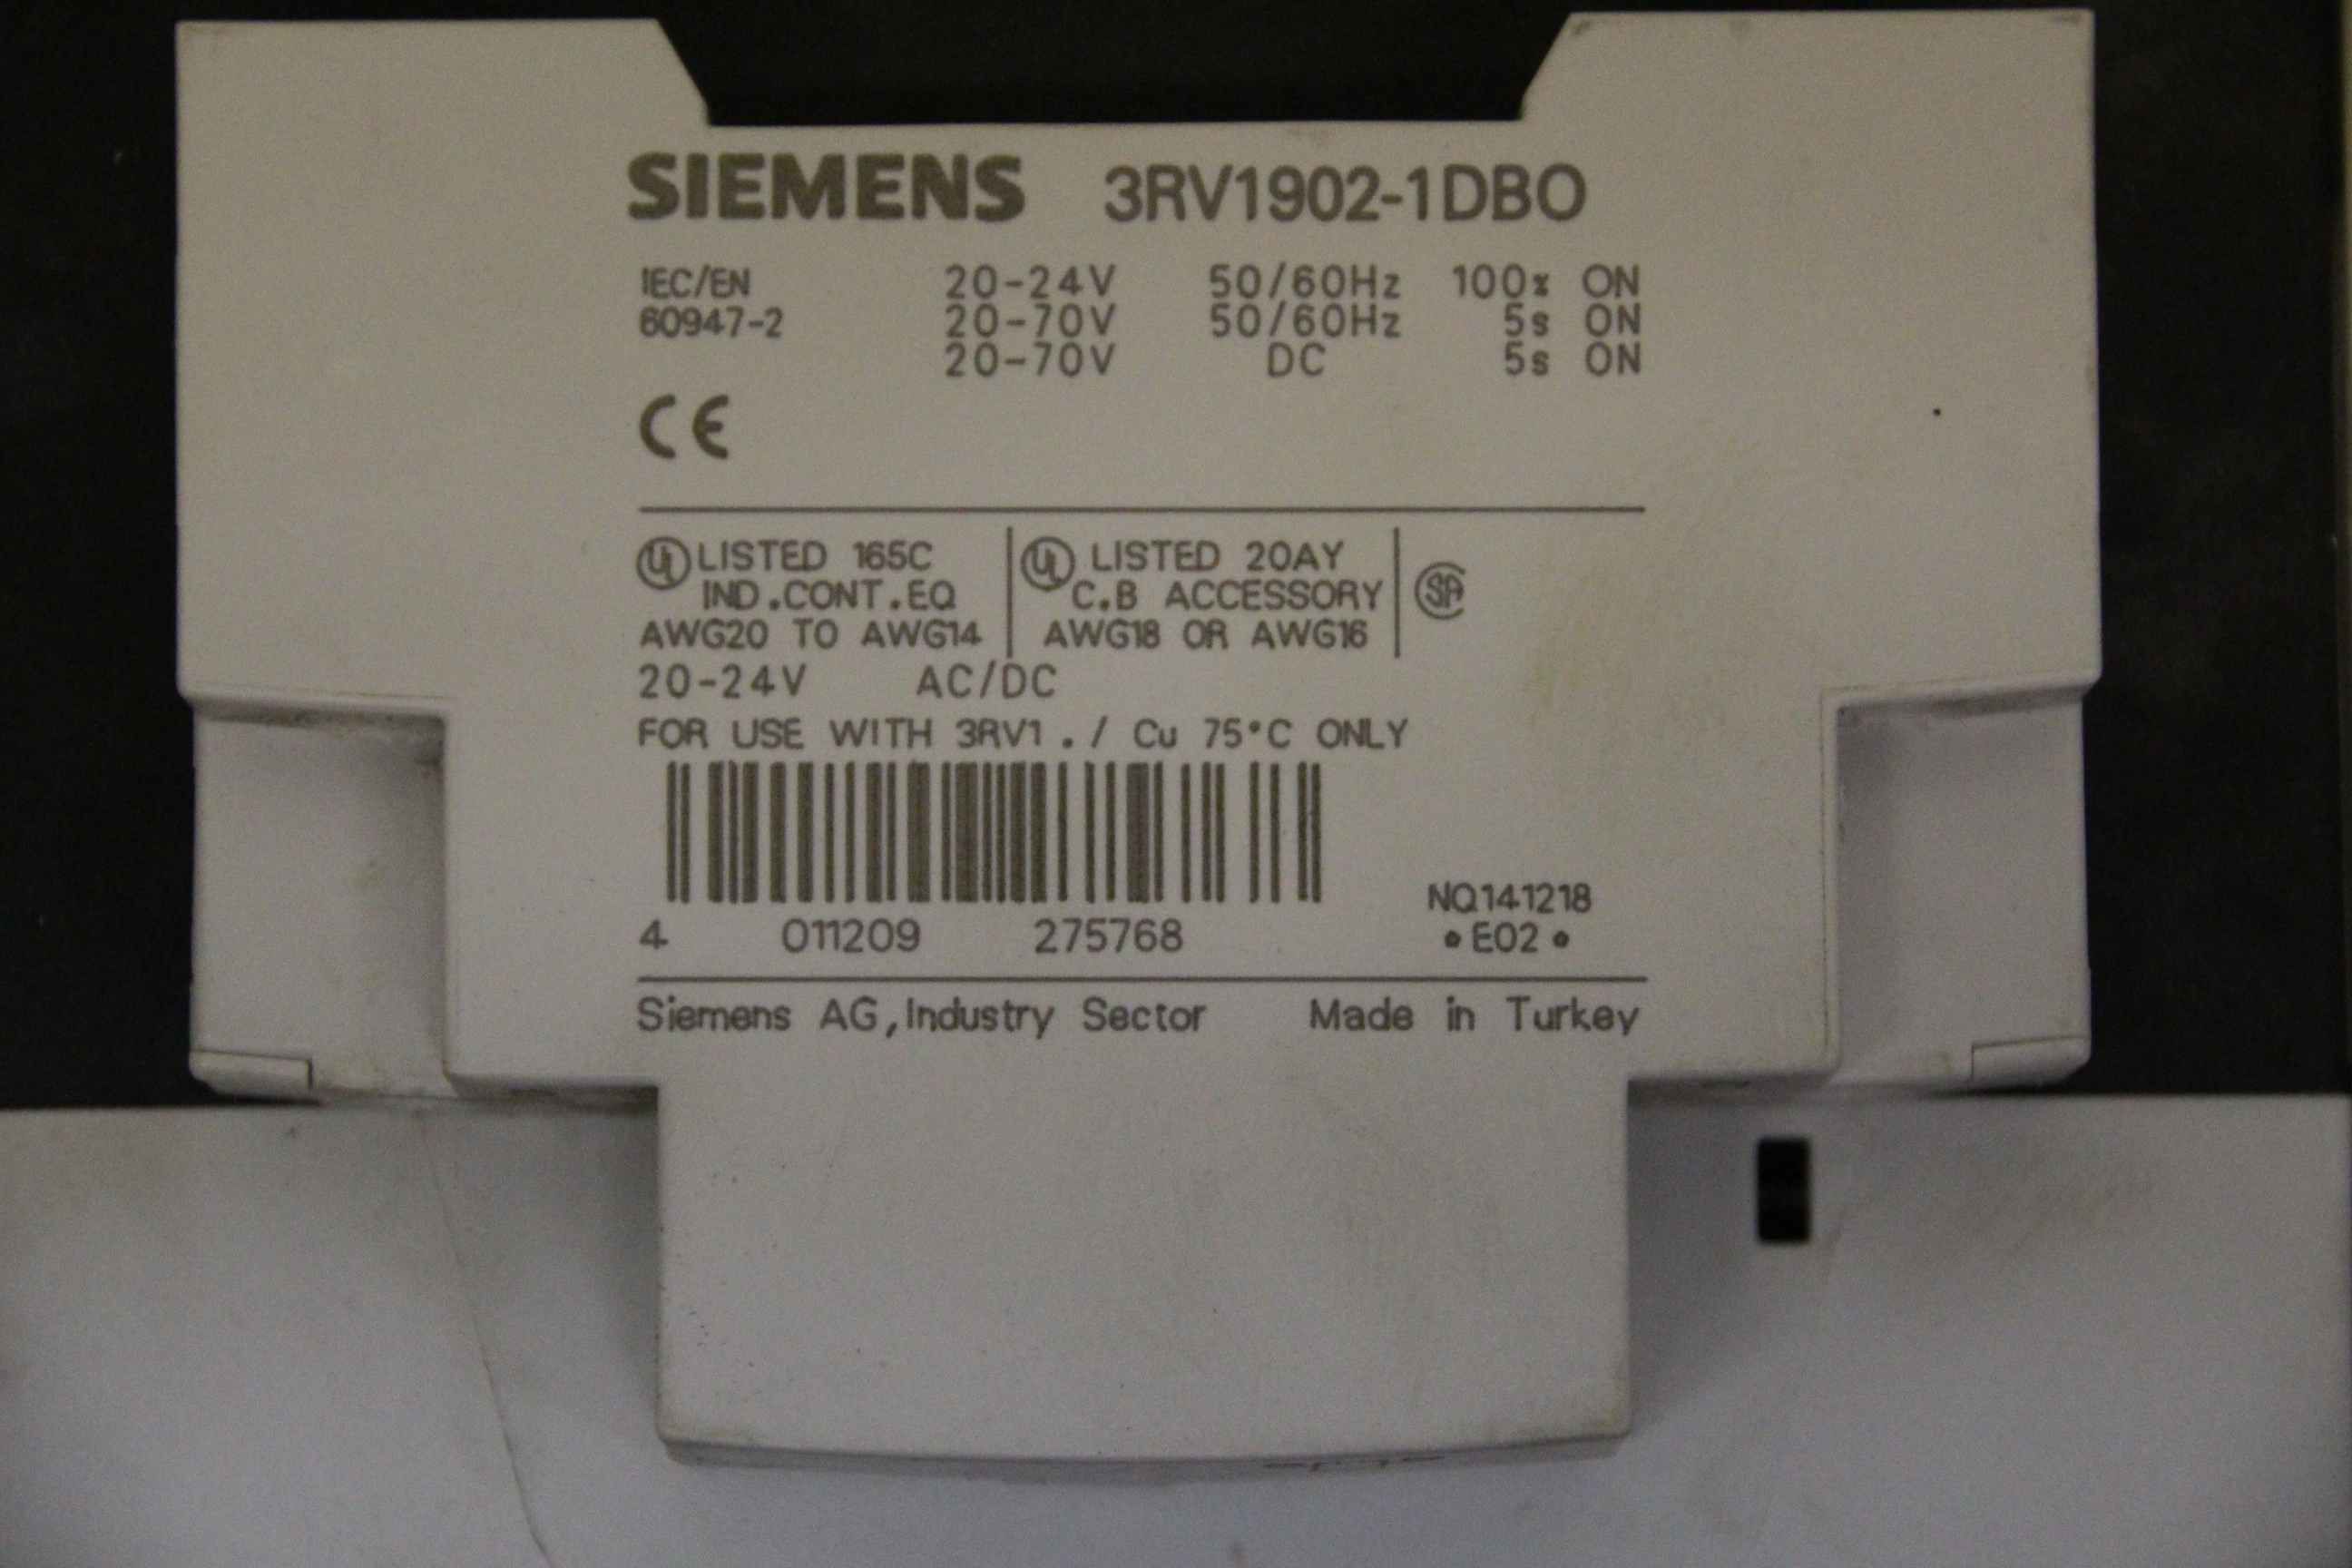 SIEMENS 3RV1902-1DB0
IEC/EN 20-24V 50/60Hz 100% ON
60947-2 20-70V 50/60Hz 5s ON
20-70V DC 5s ON
CE
UL LISTED 165C UL LISTED 20AY SA
IND.CONT.EQ C.B ACCESSORY
AWG20 TO AWG14 AWG18 OR AWG16
20-24V AC/DC
FOR USE WITH 3RV1./ Cu 75°C ONLY
NQ141218
4 011209 275768 •E02•
Siemens AG,Industry Sector Made in Turkey